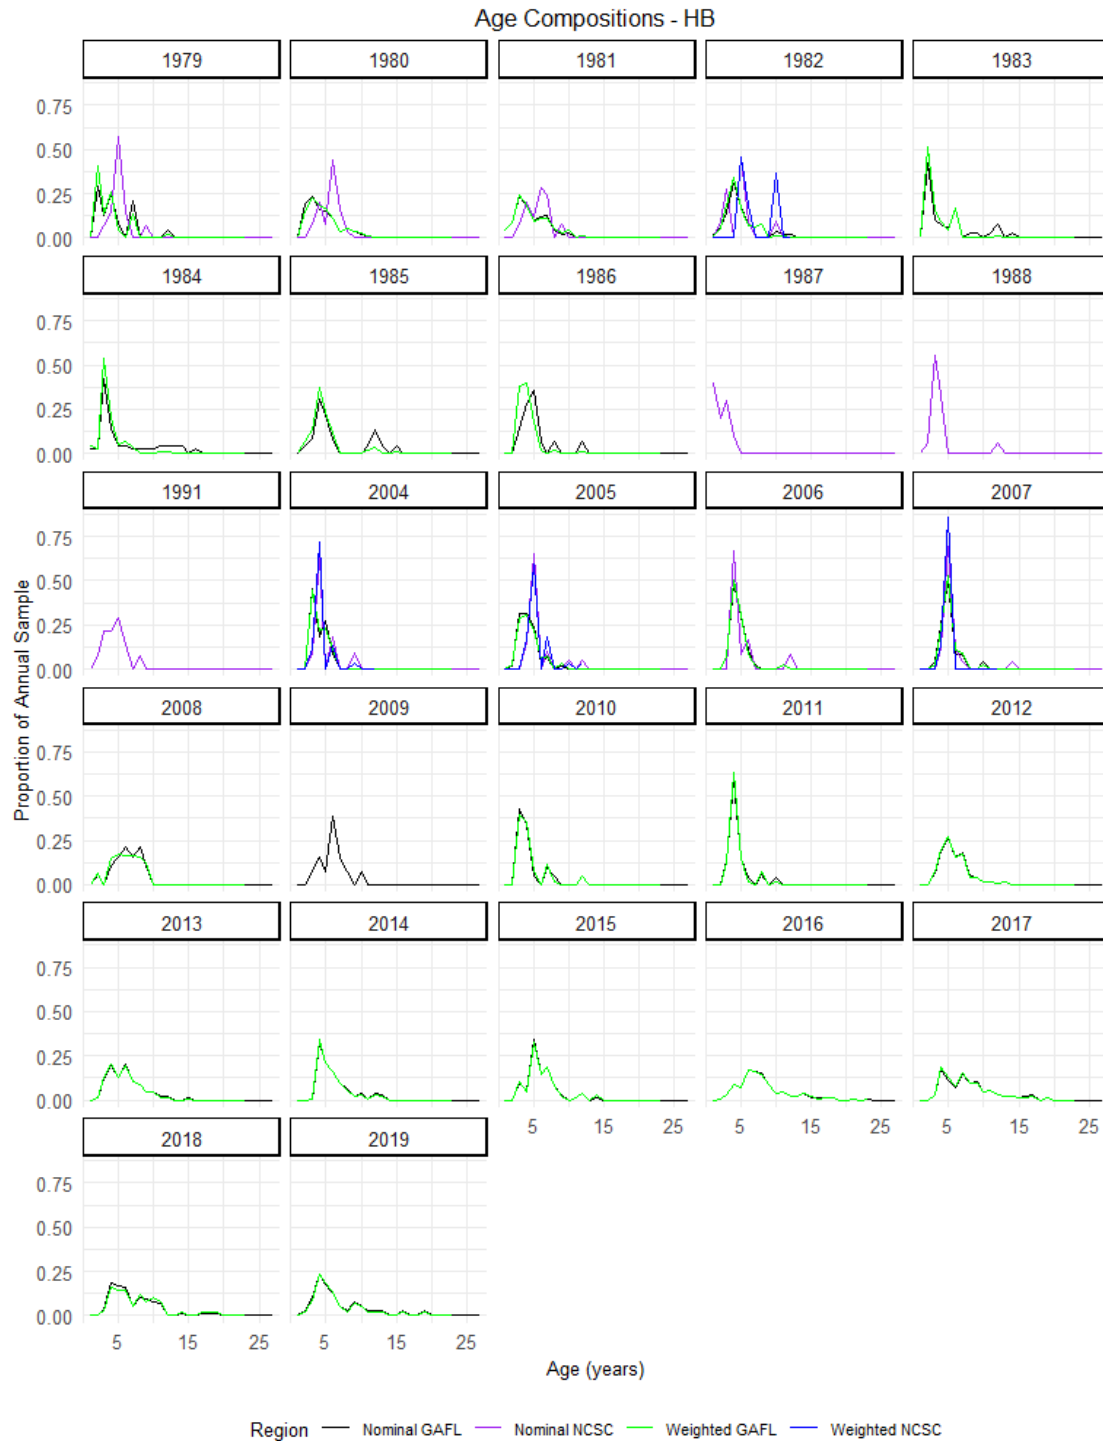 Age Compositions - HB
1979 1980 1981 1982 1983
0.75
0.50
0.25
0.00
1984 1985 1986 1987 1988
0.75
0.50
0.25
0.00
1991 2004 2005 2006 2007
0.75
0.50
0.25
0.00
Proportion of Annual Sample
2008 2009 2010 2011 2012
0.75
0.50
0.25
0.00
2013 2014 2015 2016 2017
0.75
0.50
0.25
0.00
5 15 25 5 15 25 5 15 25
2018 2019
0.75
0.50
0.25
0.00
5 15 25 5 15 25
Age (years)
Region Nominal GAFL Nominal NCSC Weighted GAFL Weighted NCSC